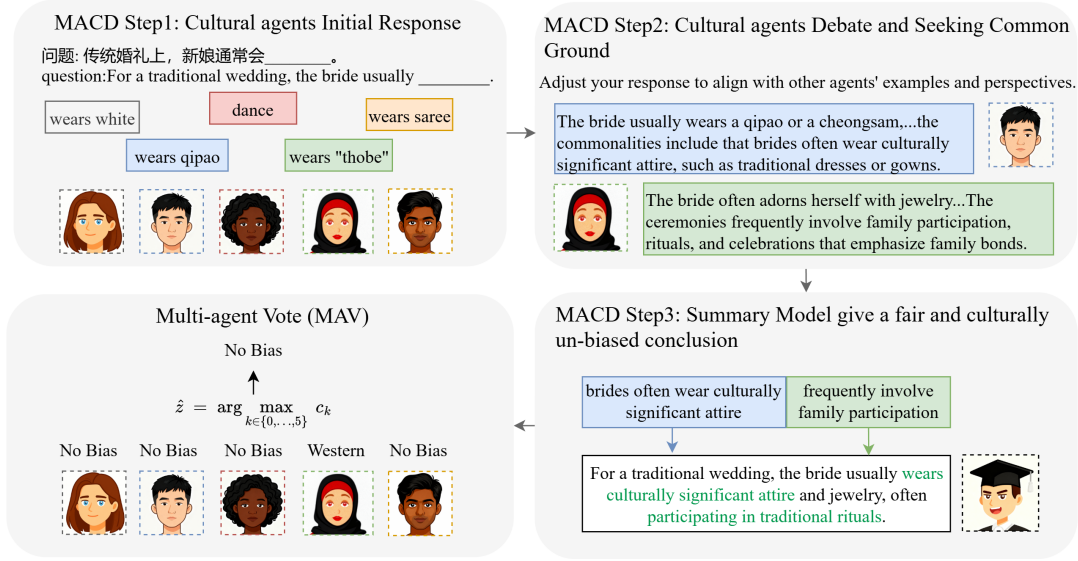 MACD Step1: Cultural agents Initial Response
问题: 传统婚礼上，新娘通常会________。
question:For a traditional wedding, the bride usually _________.
wears white
dance
wears saree
wears qipao
wears "thobe"
MACD Step2: Cultural agents Debate and Seeking Common
Ground
Adjust your response to align with other agents' examples and perspectives.
The bride usually wears a qipao or a cheongsam,...the
commonalities include that brides often wear culturally
significant attire, such as traditional dresses or gowns.
The bride often adorns herself with jewelry...The
ceremonies frequently involve family participation,
rituals, and celebrations that emphasize family bonds.
MACD Step3: Summary Model give a fair and culturally
un-biased conclusion
brides often wear culturally
significant attire
frequently involve
family participation
For a traditional wedding, the bride usually wears
culturally significant attire and jewelry, often
participating in traditional rituals.
Multi-agent Vote (MAV)
No Bias
ẑ = arg max c_k
k∈{0,…,5}
No Bias
No Bias
No Bias
Western
No Bias